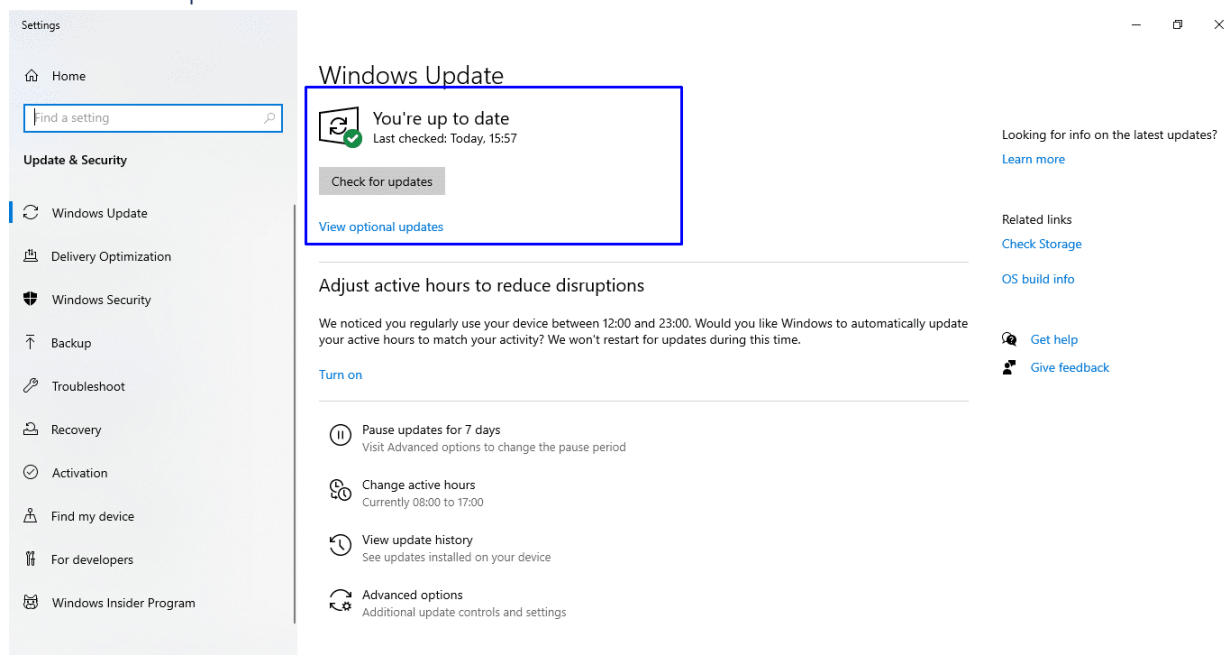 Settings
Home
Find a setting
Update & Security
Windows Update
Delivery Optimization
Windows Security
Backup
Troubleshoot
Recovery
Activation
Find my device
For developers
Windows Insider Program
Windows Update
You're up to date
Last checked: Today, 15:57
Check for updates
View optional updates
Adjust active hours to reduce disruptions
We noticed you regularly use your device between 12:00 and 23:00. Would you like Windows to automatically update
your active hours to match your activity? We won't restart for updates during this time.
Turn on
Pause updates for 7 days
Visit Advanced options to change the pause period
Change active hours
Currently 08:00 to 17:00
View update history
See updates installed on your device
Advanced options
Additional update controls and settings
Looking for info on the latest updates?
Learn more
Related links
Check Storage
OS build info
Get help
Give feedback